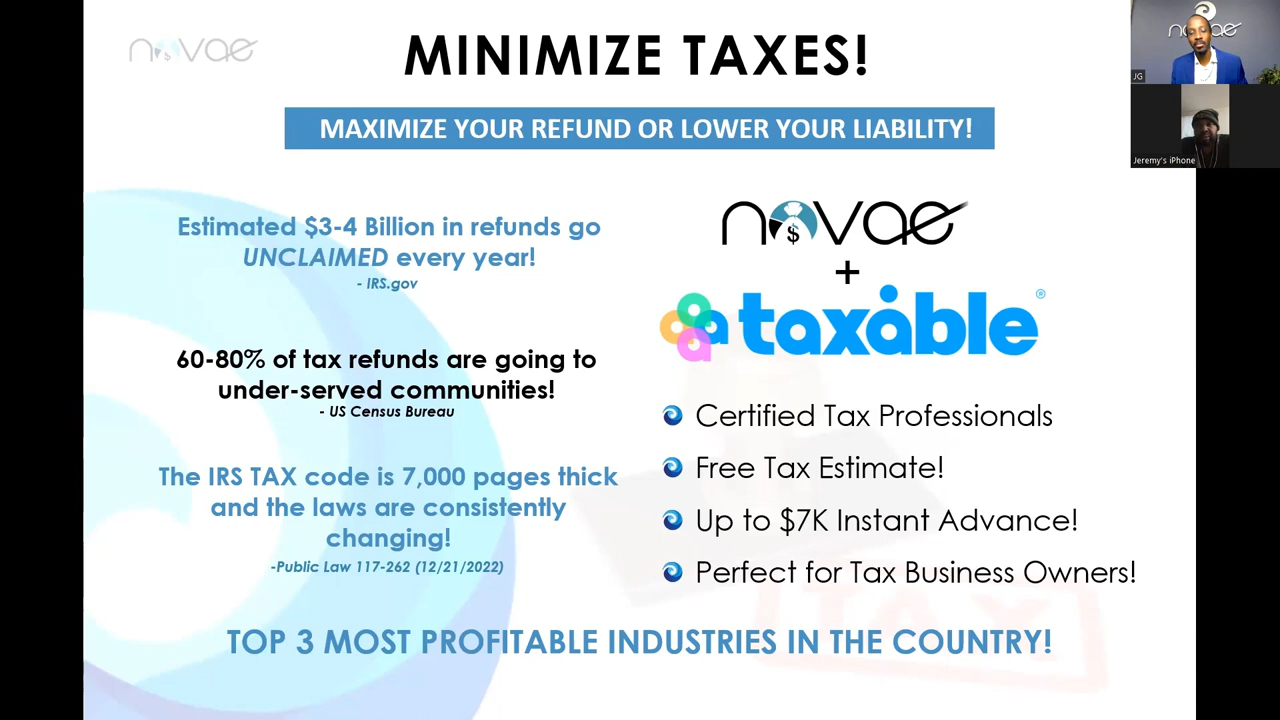 novae
MINIMIZE TAXES!
MAXIMIZE YOUR REFUND OR LOWER YOUR LIABILITY!
Estimated $3-4 Billion in refunds go
UNCLAIMED every year!
- IRS.gov
60-80% of tax refunds are going to
under-served communities!
- US Census Bureau
The IRS TAX code is 7,000 pages thick
and the laws are consistently
changing!
-Public Law 117-262 (12/21/2022)
novae
$
+
a taxable®
Certified Tax Professionals
Free Tax Estimate!
Up to $7K Instant Advance!
Perfect for Tax Business Owners!
TAX
TOP 3 MOST PROFITABLE INDUSTRIES IN THE COUNTRY!
novae
JG
Jeremy's iPhone